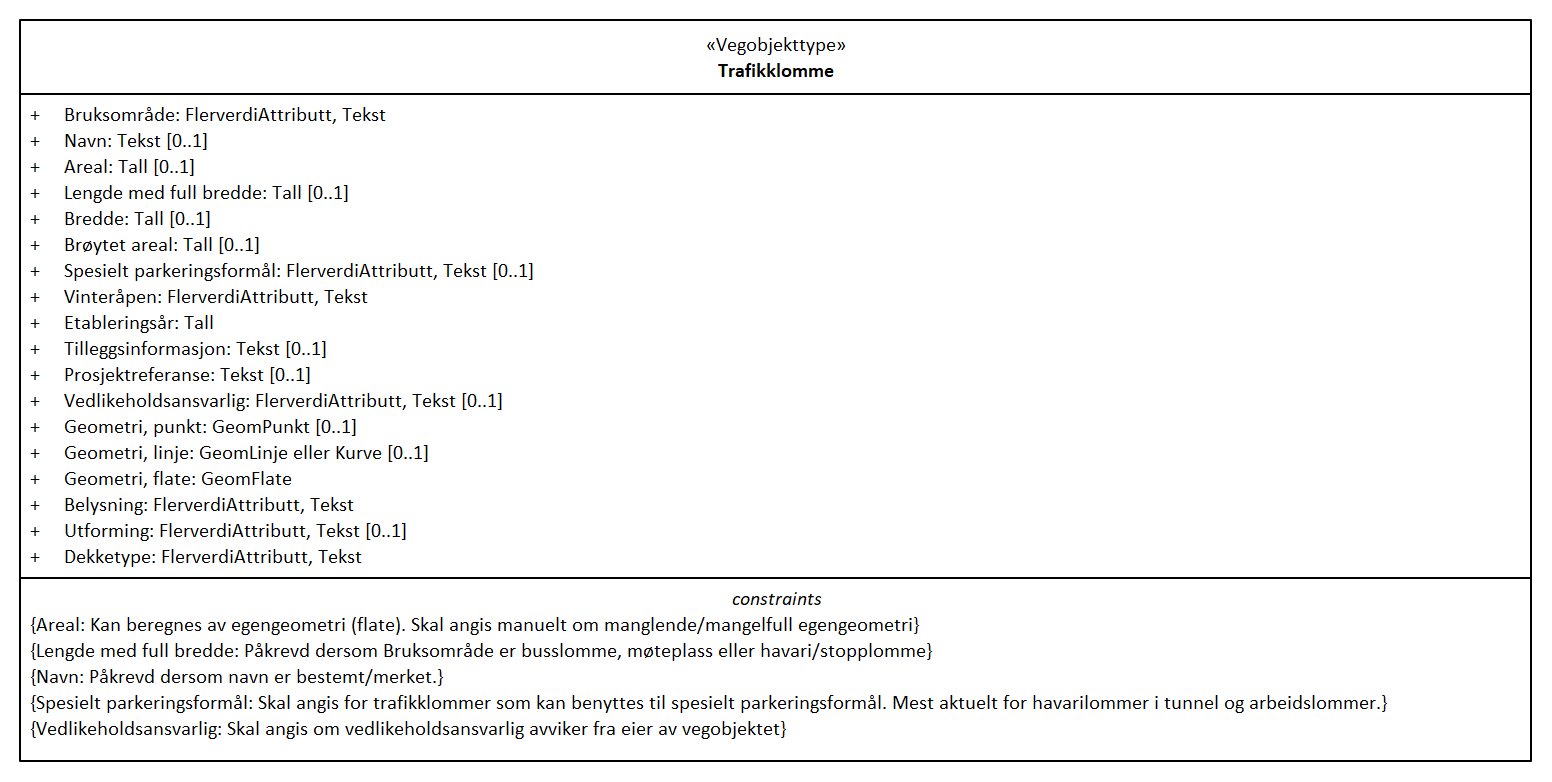 «Vegobjekttype»
Trafikklomme
+ Bruksområde: FlerverdiAttributt, Tekst
+ Navn: Tekst [0..1]
+ Areal: Tall [0..1]
+ Lengde med full bredde: Tall [0..1]
+ Bredde: Tall [0..1]
+ Brøytet areal: Tall [0..1]
+ Spesielt parkeringsformål: FlerverdiAttributt, Tekst [0..1]
+ Vinteråpen: FlerverdiAttributt, Tekst
+ Etableringsår: Tall
+ Tilleggsinformasjon: Tekst [0..1]
+ Prosjektreferanse: Tekst [0..1]
+ Vedlikeholdsansvarlig: FlerverdiAttributt, Tekst [0..1]
+ Geometri, punkt: GeomPunkt [0..1]
+ Geometri, linje: GeomLinje eller Kurve [0..1]
+ Geometri, flate: GeomFlate
+ Belysning: FlerverdiAttributt, Tekst
+ Utforming: FlerverdiAttributt, Tekst [0..1]
+ Dekketype: FlerverdiAttributt, Tekst
constraints
{Areal: Kan beregnes av egengeometri (flate). Skal angis manuelt om manglende/mangelfull egengeometri}
{Lengde med full bredde: Påkrevd dersom Bruksområde er busslomme, møteplass eller havari/stopplomme}
{Navn: Påkrevd dersom navn er bestemt/merket.}
{Spesielt parkeringsformål: Skal angis for trafikklommer som kan benyttes til spesielt parkeringsformål. Mest aktuelt for havarilommer i tunnel og arbeidslommer.}
{Vedlikeholdsansvarlig: Skal angis om vedlikeholdsansvarlig avviker fra eier av vegobjektet}